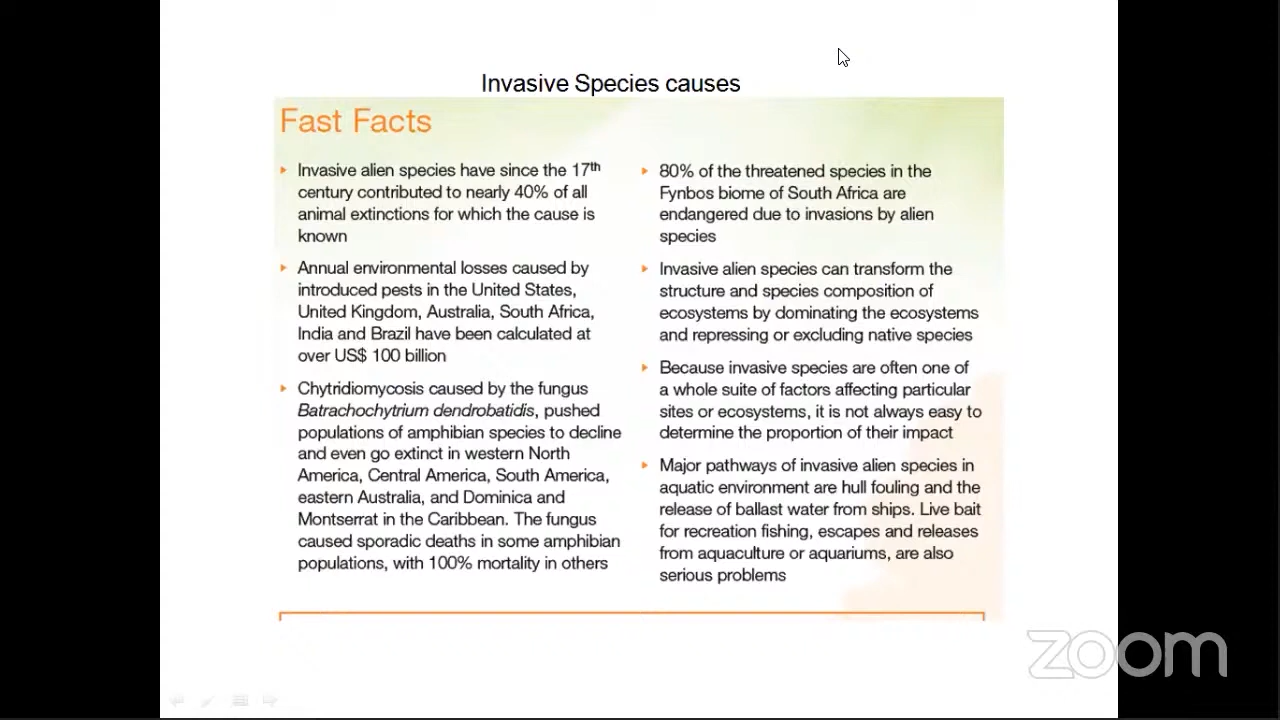 Invasive Species causes
Fast Facts
Invasive alien species have since the 17th
century contributed to nearly 40% of all
animal extinctions for which the cause is
known
Annual environmental losses caused by
introduced pests in the United States,
United Kingdom, Australia, South Africa,
India and Brazil have been calculated at
over US$ 100 billion
Chytridiomycosis caused by the fungus
Batrachochytrium dendrobatidis, pushed
populations of amphibian species to decline
and even go extinct in western North
America, Central America, South America,
eastern Australia, and Dominica and
Montserrat in the Caribbean. The fungus
caused sporadic deaths in some amphibian
populations, with 100% mortality in others
80% of the threatened species in the
Fynbos biome of South Africa are
endangered due to invasions by alien
species
Invasive alien species can transform the
structure and species composition of
ecosystems by dominating the ecosystems
and repressing or excluding native species
Because invasive species are often one of
a whole suite of factors affecting particular
sites or ecosystems, it is not always easy to
determine the proportion of their impact
Major pathways of invasive alien species in
aquatic environment are hull fouling and the
release of ballast water from ships. Live bait
for recreation fishing, escapes and releases
from aquaculture or aquariums, are also
serious problems
zoom